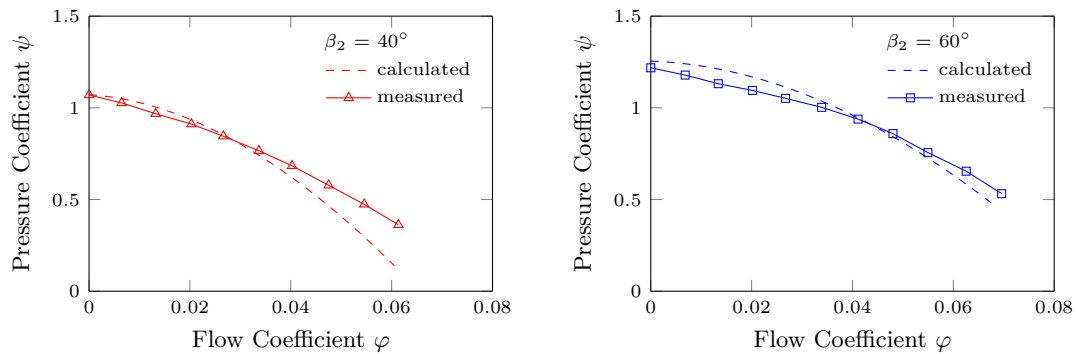 Pressure Coefficient ψ
1.5
1
0.5
0
β₂ = 40°
calculated
measured
0 0.02 0.04 0.06 0.08
Flow Coefficient φ
Pressure Coefficient ψ
1.5
1
0.5
0
β₂ = 60°
calculated
measured
0 0.02 0.04 0.06 0.08
Flow Coefficient φ